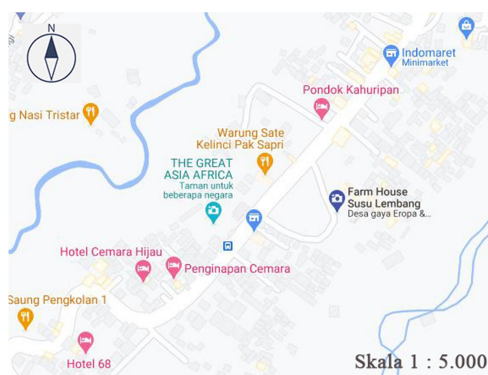 N
Indomaret
Minimarket
Pondok Kahuripan
g Nasi Tristar
Warung Sate
Kelinci Pak Sapri
THE GREAT
ASIA AFRICA
Taman untuk
beberapa negara
Farm House
Susu Lembang
Desa gaya Eropa &...
Hotel Cemara Hijau
Penginapan Cemara
Saung Pengkolan 1
Hotel 68
Skala 1 : 5.000